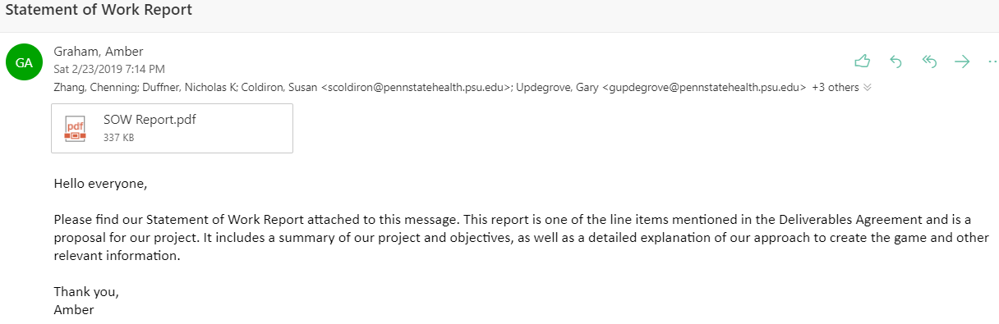 Statement of Work Report
GA
Graham, Amber
Sat 2/23/2019 7:14 PM
Zhang, Chenning; Duffner, Nicholas K; Coldiron, Susan <scoldiron@pennstatehealth.psu.edu>; Updegrove, Gary <gupdegrove@pennstatehealth.psu.edu> +3 others
pdf
SOW Report.pdf
337 KB
Hello everyone,
Please find our Statement of Work Report attached to this message. This report is one of the line items mentioned in the Deliverables Agreement and is a
proposal for our project. It includes a summary of our project and objectives, as well as a detailed explanation of our approach to create the game and other
relevant information.
Thank you,
Amber